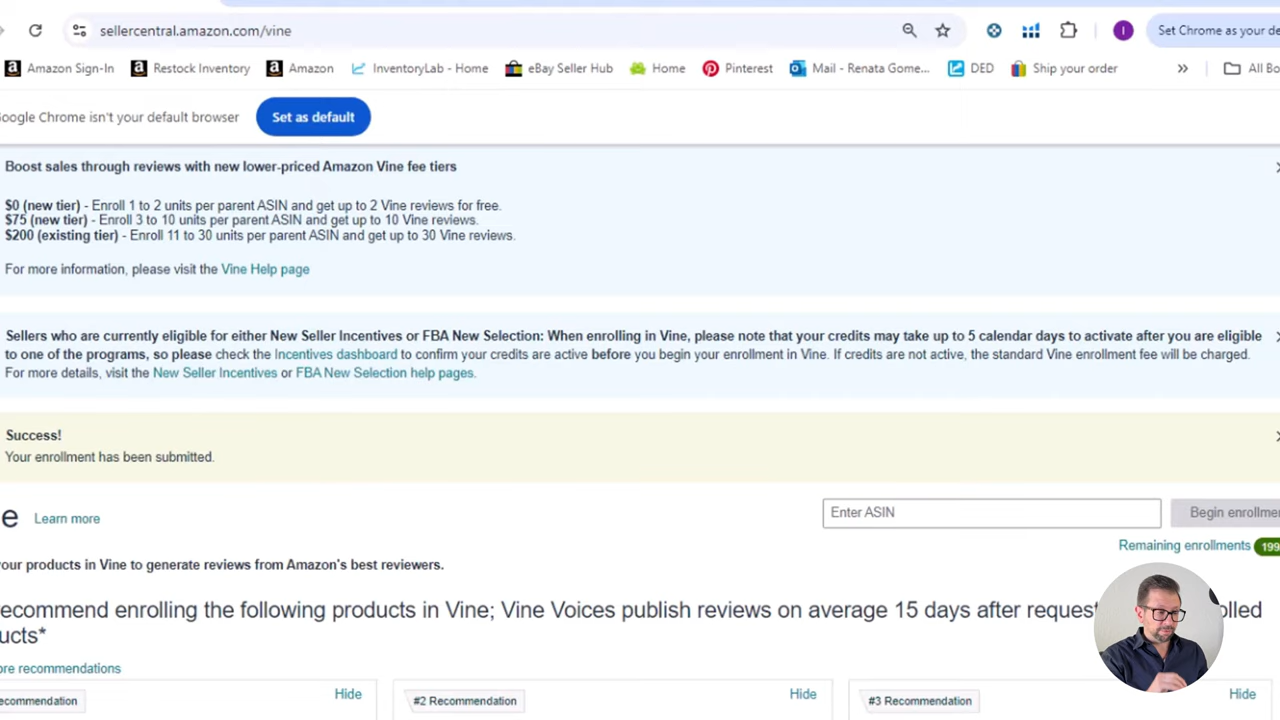 sellercentral.amazon.com/vine
I
Set Chrome as your de
Amazon Sign-In
Restock Inventory
Amazon
InventoryLab - Home
eBay Seller Hub
Home
Pinterest
Mail - Renata Gome...
DED
Ship your order
»
All Bo
oogle Chrome isn't your default browser
Set as default
Boost sales through reviews with new lower-priced Amazon Vine fee tiers
$0 (new tier) - Enroll 1 to 2 units per parent ASIN and get up to 2 Vine reviews for free.
$75 (new tier) - Enroll 3 to 10 units per parent ASIN and get up to 10 Vine reviews.
$200 (existing tier) - Enroll 11 to 30 units per parent ASIN and get up to 30 Vine reviews.
For more information, please visit the Vine Help page
Sellers who are currently eligible for either New Seller Incentives or FBA New Selection: When enrolling in Vine, please note that your credits may take up to 5 calendar days to activate after you are eligible
to one of the programs, so please check the Incentives dashboard to confirm your credits are active before you begin your enrollment in Vine. If credits are not active, the standard Vine enrollment fee will be charged.
For more details, visit the New Seller Incentives or FBA New Selection help pages.
Success!
Your enrollment has been submitted.
e Learn more
Enter ASIN
Begin enrollmen
Remaining enrollments 199
our products in Vine to generate reviews from Amazon's best reviewers.
ecommend enrolling the following products in Vine; Vine Voices publish reviews on average 15 days after request olled
ucts*
ore recommendations
ecommendation
Hide
#2 Recommendation
Hide
#3 Recommendation
Hide